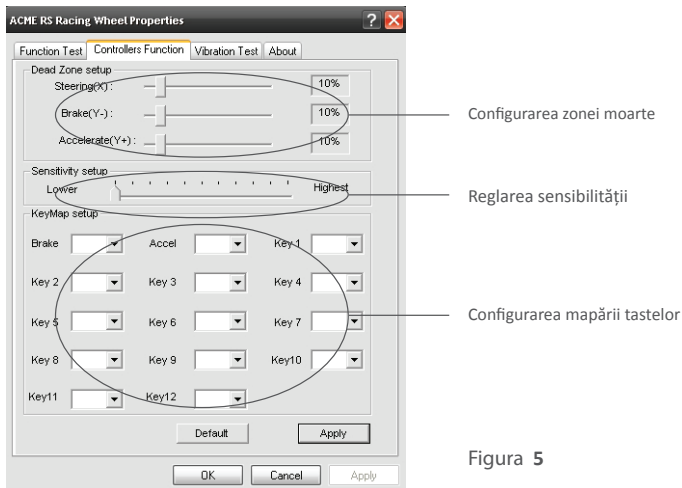 ACME RS Racing Wheel Properties
Function Test Controllers Function Vibration Test About
Dead Zone setup
Steering(X) : 10%
Brake(Y-) : 10%
Configurarea zonei moarte
Accelerate(Y+) : 10%
Sensitivity setup
Lower Highest
Reglarea sensibilității
KeyMap setup
Brake Accel Key 1
Key 2 Key 3 Key 4
Key 5 Key 6 Key 7
Configurarea mapării tastelor
Key 8 Key 9 Key10
Key11 Key12
Default Apply
OK Cancel Apply
Figura 5